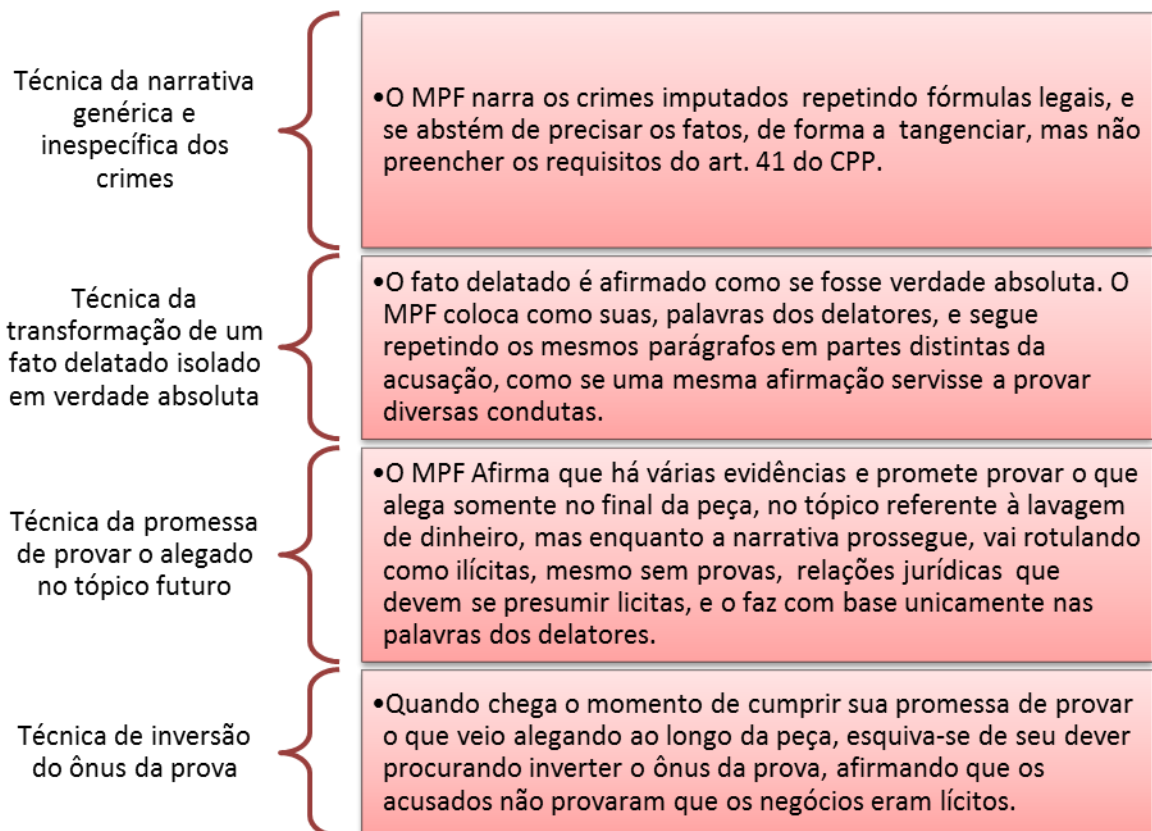 Técnica da narrativa
genérica e
inespecífica dos
crimes
•O MPF narra os crimes imputados repetindo fórmulas legais, e
se abstém de precisar os fatos, de forma a tangenciar, mas não
preencher os requisitos do art. 41 do CPP.
Técnica da
transformação de um
fato delatado isolado
em verdade absoluta
•O fato delatado é afirmado como se fosse verdade absoluta. O
MPF coloca como suas, palavras dos delatores, e segue
repetindo os mesmos parágrafos em partes distintas da
acusação, como se uma mesma afirmação servisse a provar
diversas condutas.
Técnica da promessa
de provar o alegado
no tópico futuro
•O MPF Afirma que há várias evidências e promete provar o que
alega somente no final da peça, no tópico referente à lavagem
de dinheiro, mas enquanto a narrativa prossegue, vai rotulando
como ilícitas, mesmo sem provas, relações jurídicas que
devem se presumir licitas, e o faz com base unicamente nas
palavras dos delatores.
Técnica de inversão
do ônus da prova
•Quando chega o momento de cumprir sua promessa de provar
o que veio alegando ao longo da peça, esquiva-se de seu dever
procurando inverter o ônus da prova, afirmando que os
acusados não provaram que os negócios eram lícitos.